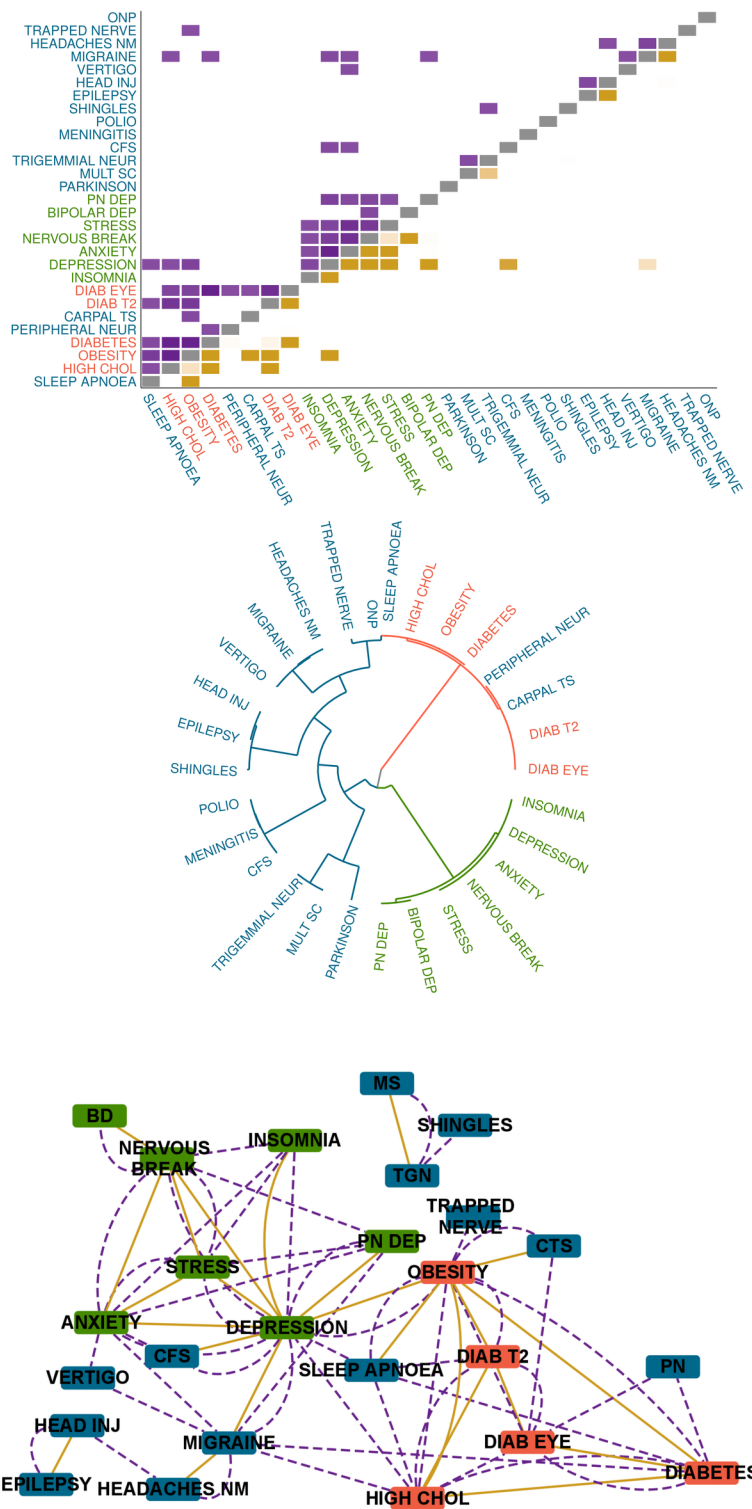 ONP
TRAPPED NERVE
HEADACHES NM
MIGRAINE
VERTIGO
HEAD INJ
EPILEPSY
SHINGLES
POLIO
MENINGITIS
CFS
TRIGEMMIAL NEUR
MULT SC
PARKINSON
PN DEP
BIPOLAR DEP
STRESS
NERVOUS BREAK
ANXIETY
DEPRESSION
INSOMNIA
DIAB EYE
DIAB T2
CARPAL TS
PERIPHERAL NEUR
DIABETES
OBESITY
HIGH CHOL
SLEEP APNOEA
SLEEP APNOEA
HIGH CHOL
OBESITY
DIABETES
PERIPHERAL NEUR
CARPAL TS
DIAB T2
DIAB EYE
INSOMNIA
DEPRESSION
ANXIETY
NERVOUS BREAK
STRESS
BIPOLAR DEP
PN DEP
PARKINSON
MULT SC
TRIGEMMIAL NEUR
CFS
MENINGITIS
POLIO
SHINGLES
EPILEPSY
HEAD INJ
VERTIGO
MIGRAINE
HEADACHES NM
TRAPPED NERVE
ONP
SLEEP APNOEA
HIGH CHOL
OBESITY
DIABETES
PERIPHERAL NEUR
CARPAL TS
DIAB T2
DIAB EYE
INSOMNIA
DEPRESSION
ANXIETY
NERVOUS BREAK
STRESS
BIPOLAR DEP
PN DEP
PARKINSON
MULT SC
TRIGEMMIAL NEUR
CFS
MENINGITIS
POLIO
SHINGLES
EPILEPSY
HEAD INJ
VERTIGO
MIGRAINE
HEADACHES NM
TRAPPED NERVE
ONP
MS
BD
SHINGLES
NERVOUS
BREAK
INSOMNIA
TGN
TRAPPED
NERVE
PN DEP
CTS
STRESS
OBESITY
ANXIETY
DEPRESSION
CFS
DIAB T2
VERTIGO
SLEEP APNOEA
PN
HEAD INJ
MIGRAINE
DIAB EYE
EPILEPSY
HEADACHES NM
HIGH CHOL
DIABETES